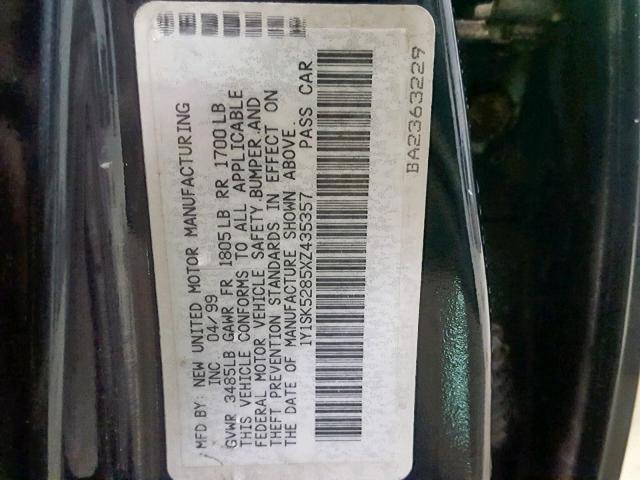 MFD BY: NEW UNITED MOTOR MANUFACTURING
INC 04/99
GVWR 3485LB GAWR FR 1805LB RR 1700LB
THIS VEHICLE CONFORMS TO ALL APPLICABLE
FEDERAL MOTOR VEHICLE SAFETY BUMPER AND
THEFT PREVENTION STANDARDS IN EFFECT ON
THE DATE OF MANUFACTURE SHOWN ABOVE.
1Y1SK5285XZ435357 PASS CAR
BA2363229